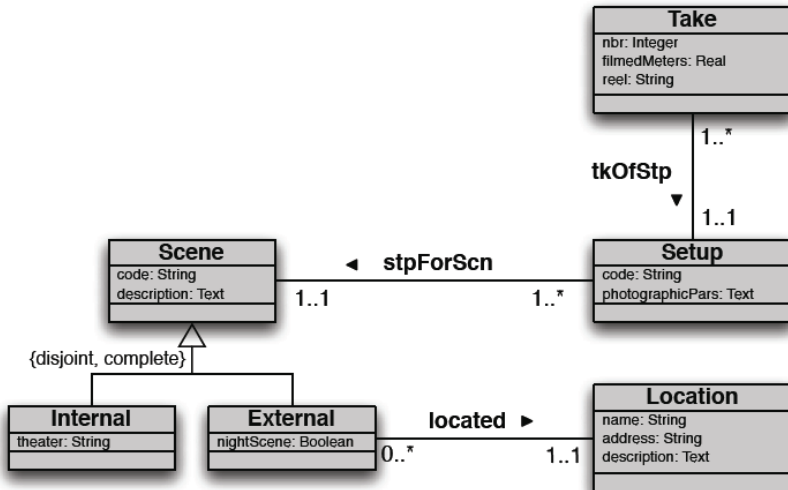 Take
nbr: Integer
filmedMeters: Real
reel: String
1..*
tkOfStp ▼
1..1
Scene
code: String
description: Text
◄ stpForScn
1..1
1..*
Setup
code: String
photographicPars: Text
{disjoint, complete}
Internal
theater: String
External
nightScene: Boolean
located ►
0..*
1..1
Location
name: String
address: String
description: Text